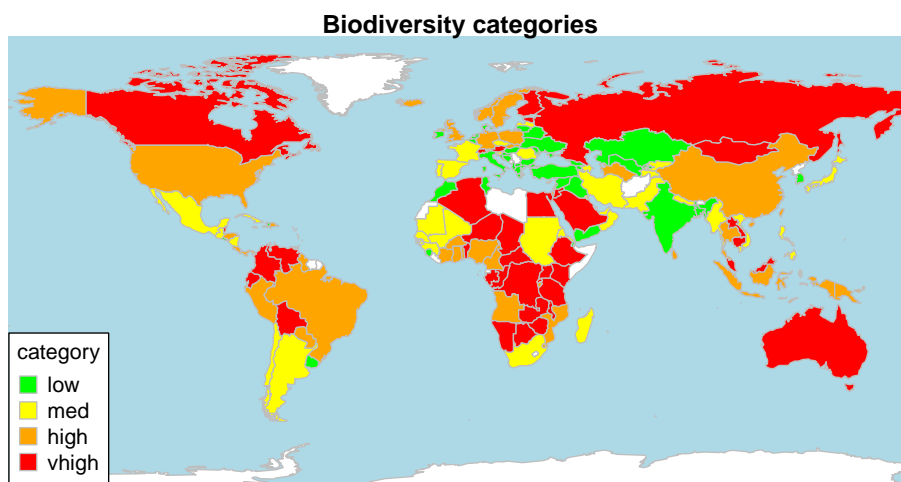 Biodiversity categories
category
low
med
high
vhigh